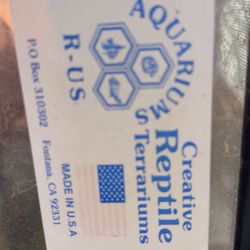 AQUARIUMS
R-US
Creative
Reptile
Terrariums
MADE IN U.S.A
P.O Box 310302 Fontana, CA 92331